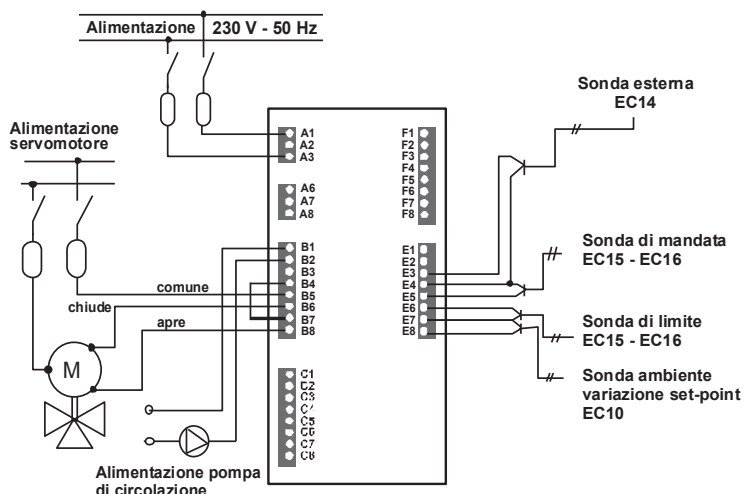 Alimentazione 230 V - 50 Hz
Alimentazione
servomotore
comune
chiude
apre
M
Alimentazione pompa
di circolazione
A1
A2
A3
A6
A7
A8
B1
B2
B3
B4
B5
B6
B7
B8
C1
C2
C3
C4
C5
C6
C7
C8
F1
F2
F3
F4
F5
F6
F7
F8
E1
E2
E3
E4
E5
E6
E7
E8
Sonda esterna
EC14
Sonda di mandata
EC15 - EC16
Sonda di limite
EC15 - EC16
Sonda ambiente
variazione set-point
EC10